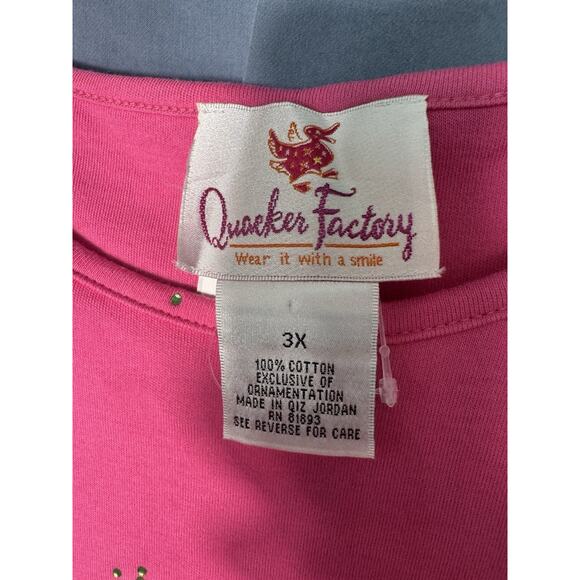 Quacker Factory
Wear it with a smile
3X
100% COTTON
EXCLUSIVE OF
ORNAMENTATION
MADE IN QIZ JORDAN
RN 81693
SEE REVERSE FOR CARE